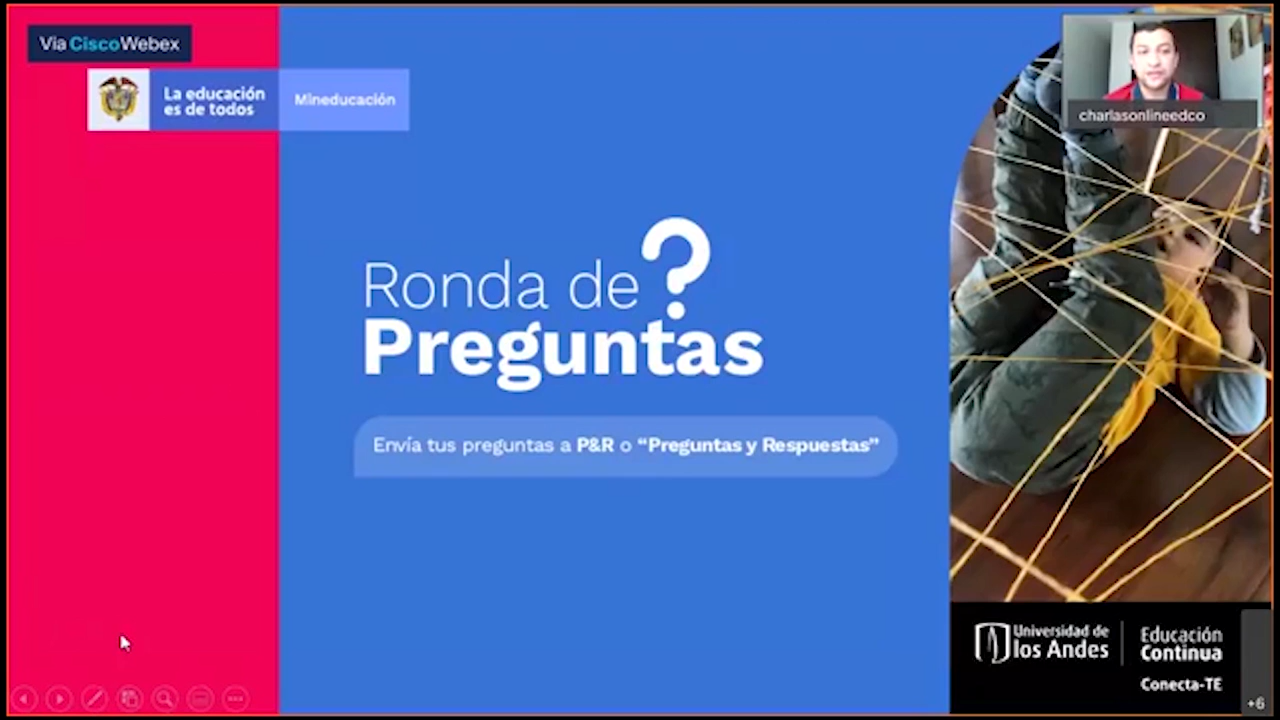 Via CiscoWebex
La educación
es de todos
Mineducación
charlasonlineedco
Ronda de ?
Preguntas
Envía tus preguntas a P&R o “Preguntas y Respuestas”
Universidad de
los Andes
Educación
Continua
Conecta-TE
+6